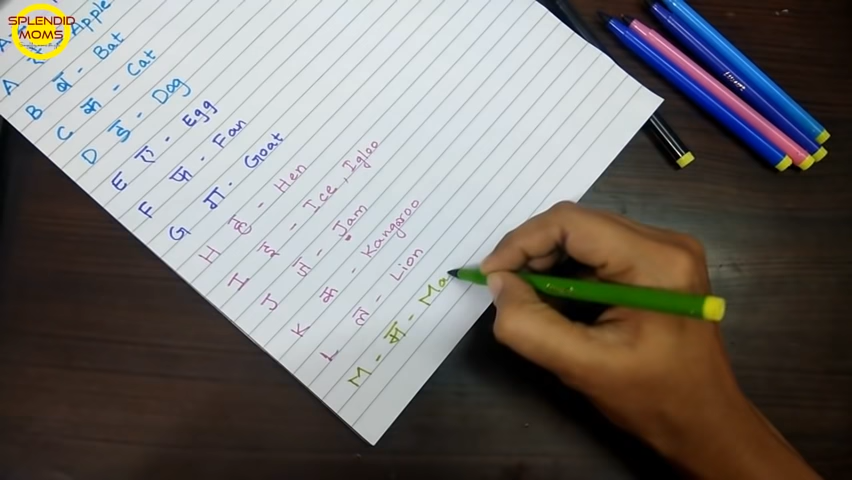 SPLENDID
MOMS
A Apple
B ब - Bat
C क - Cat
D ड - Dog
E ए - Egg
F फ - Fan
G ग - Goat
H ह - Hen
I इ - Ice, Igloo
J ज - Jam
K क - Kangaroo
L ल - Lion
M - म - Ma